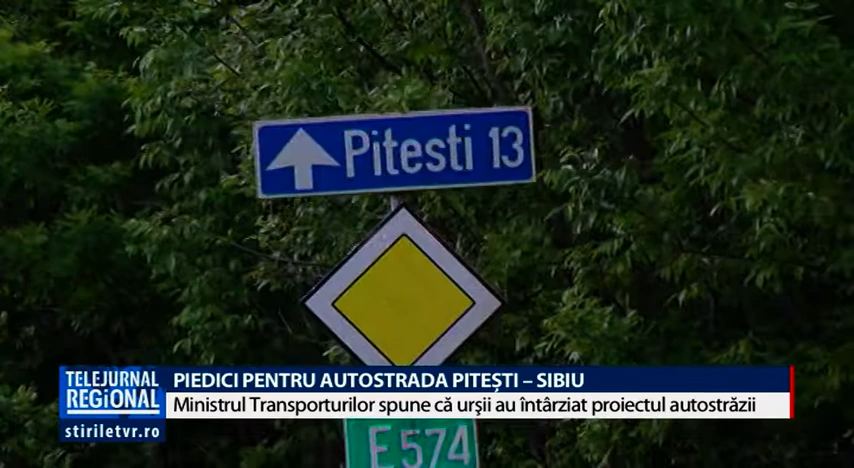 Pitesti 13
TELEJURNAL
REGiONAL
stiriletvr.ro
PIEDICI PENTRU AUTOSTRADA PITEȘTI – SIBIU
Ministrul Transporturilor spune că urşii au întârziat proiectul autostrăzii
E 574